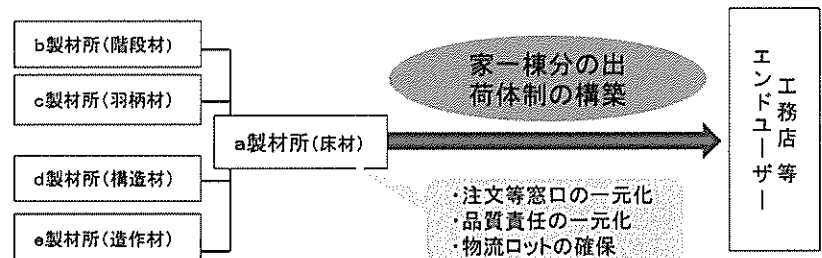 b製材所(階段材)
c製材所(羽柄材)
a製材所(床材)
d製材所(構造材)
e製材所(造作材)
家一棟分の出
荷体制の構築
・注文等窓口の一元化
・品質責任の一元化
・物流ロットの確保
工務店等
エンドユーザー